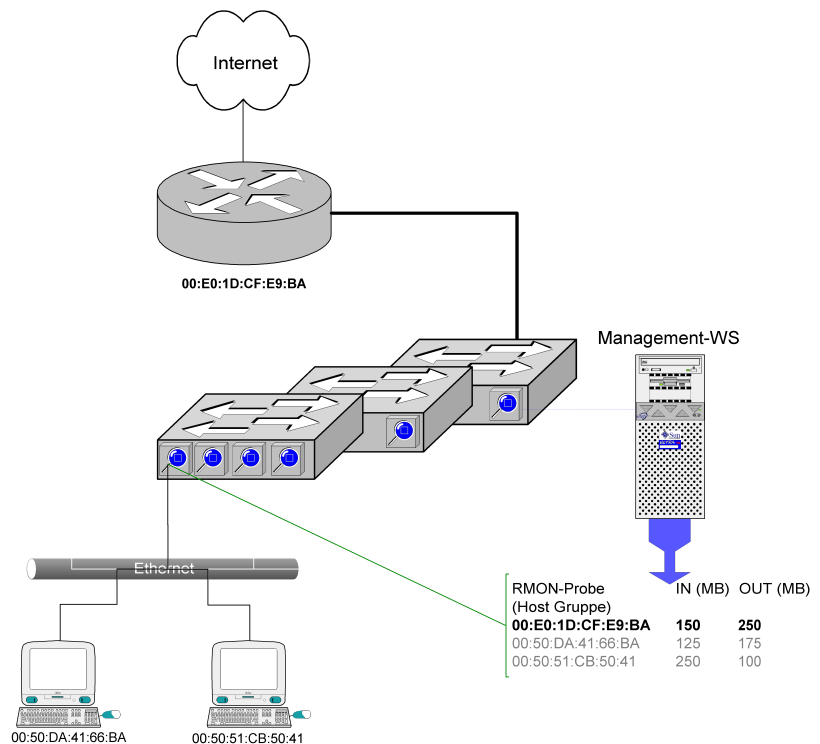 Internet
00:E0:1D:CF:E9:BA
Management-WS
Sun
Ethernet
RMON-Probe IN (MB) OUT (MB)
(Host Gruppe)
00:E0:1D:CF:E9:BA 150 250
00:50:DA:41:66:BA 125 175
00:50:51:CB:50:41 250 100
00:50:DA:41:66:BA
00:50:51:CB:50:41